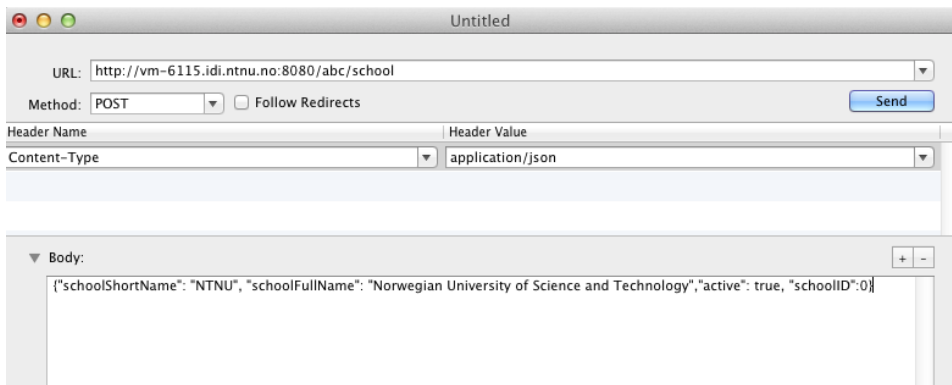 Untitled
URL: http://vm-6115.idi.ntnu.no:8080/abc/school
Method: POST Follow Redirects Send
Header Name Header Value
Content-Type application/json
Body: + -
{"schoolShortName": "NTNU", "schoolFullName": "Norwegian University of Science and Technology","active": true, "schoolID":0}